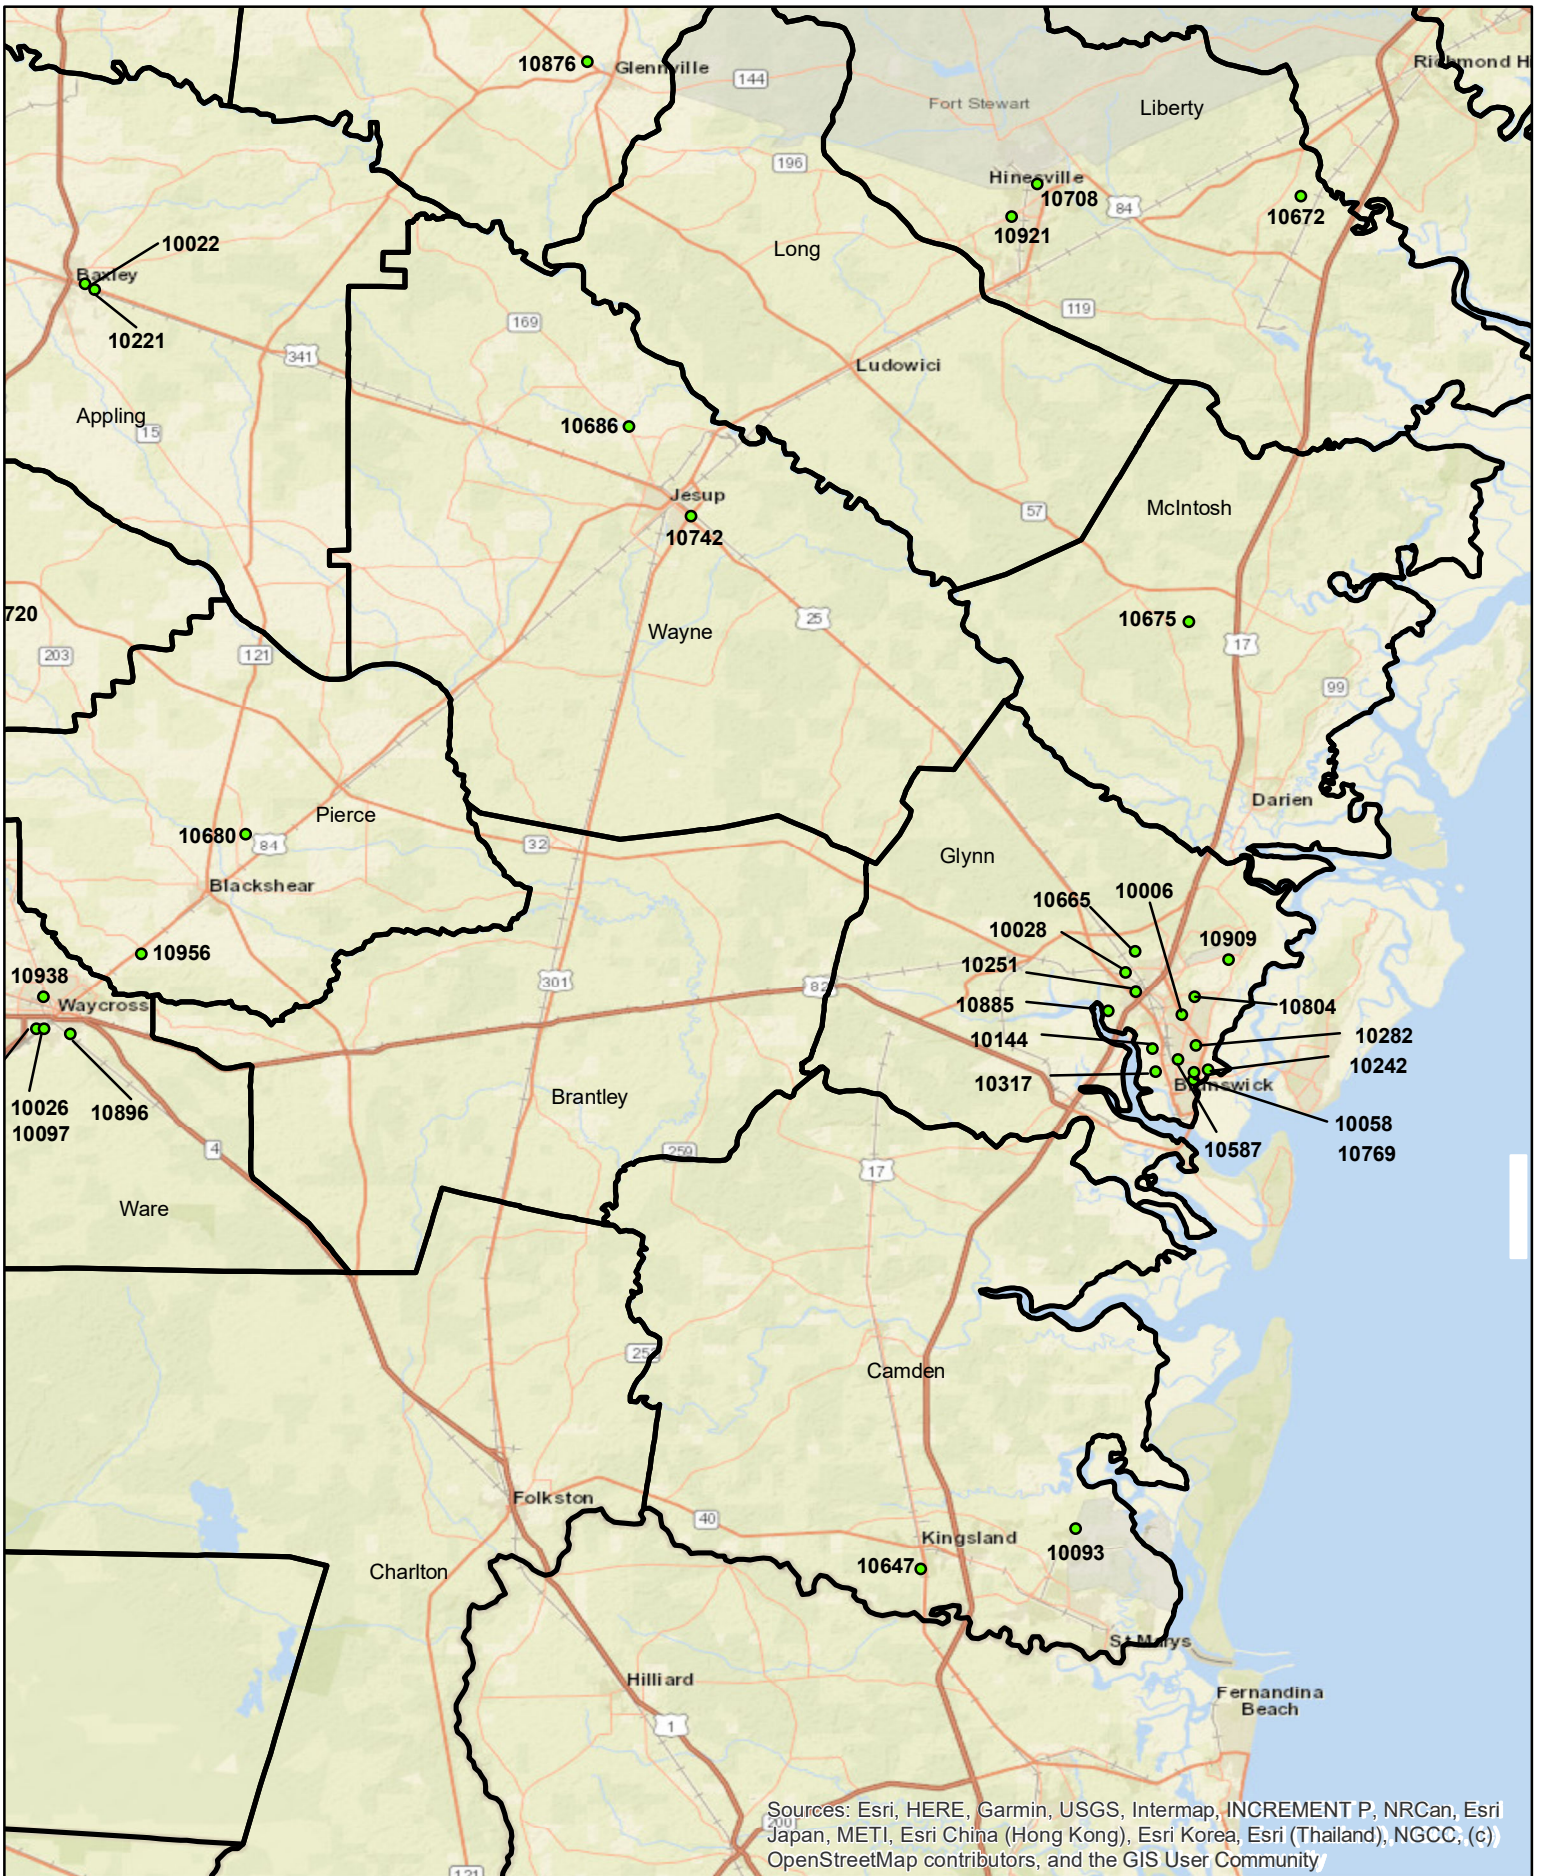 10876
Glennville
144
Richmond H
Fort Stewart
Liberty
196
Hinesville
10708
84
10672
10921
Long
10022
Baxley
10221
119
169
341
Ludowici
Appling
15
10686
Jesup
10742
57
McIntosh
720
203
121
Wayne
25
10675
17
99
Darien
Pierce
10680
84
32
Glynn
Blackshear
10665
10006
10028
10909
10956
10251
10938
301
82
Waycross
10885
10804
10144
10282
10242
10317
Brunswick
10026
10097
10896
Brantley
10058
10769
10587
4
259
17
Ware
Camden
Folkston
40
Kingsland
10093
10647
Charlton
St Marys
Hilliard
Fernandina
Beach
1
200
121
Sources: Esri, HERE, Garmin, USGS, Intermap, INCREMENT P, NRCan, Esri
Japan, METI, Esri China (Hong Kong), Esri Korea, Esri (Thailand), NGCC, (c)
OpenStreetMap contributors, and the GIS User Community